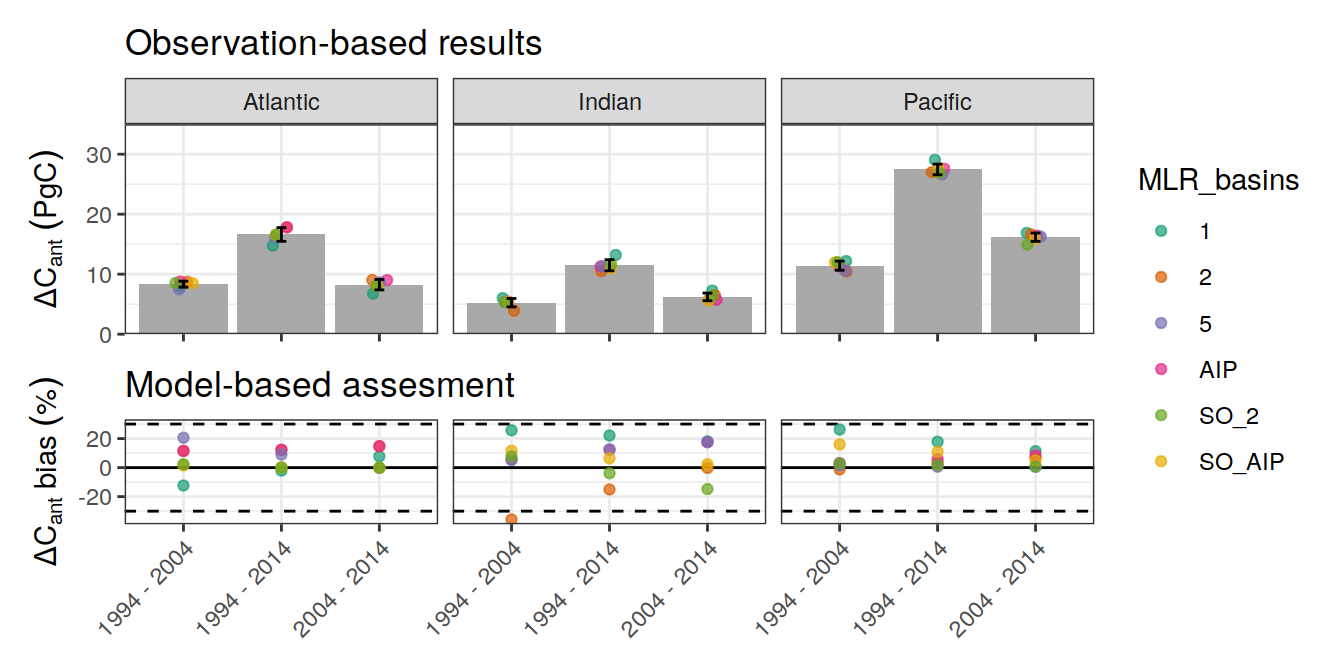 Observation-based results
Atlantic
Indian
Pacific
ΔCant (PgC)
30
20
10
0
MLR_basins
1
2
5
AIP
SO_2
SO_AIP
Model-based assesment
ΔCant bias (%)
20
0
-20
1994 - 2004
1994 - 2014
2004 - 2014
1994 - 2004
1994 - 2014
2004 - 2014
1994 - 2004
1994 - 2014
2004 - 2014